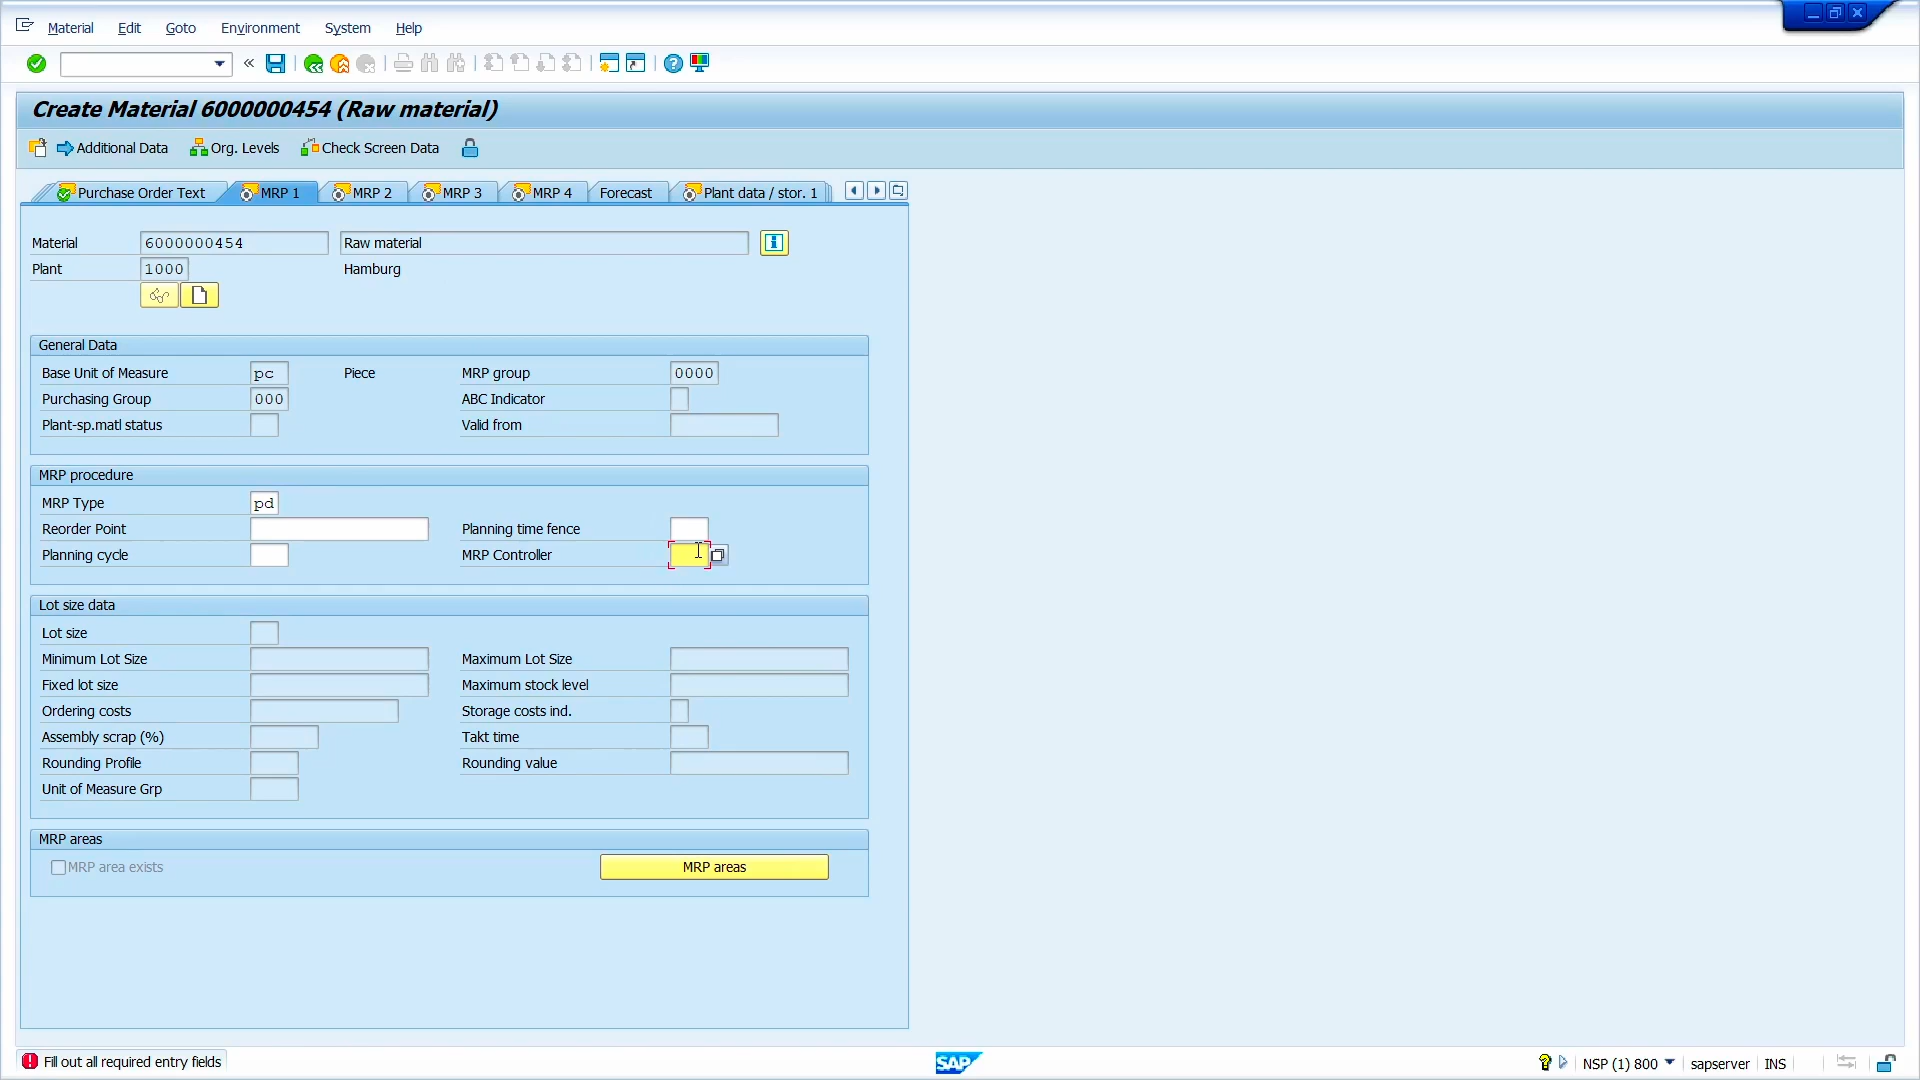 Material Edit Goto Environment System Help
«
Create Material 6000000454 (Raw material)
Additional Data Org. Levels Check Screen Data
Purchase Order Text MRP 1 MRP 2 MRP 3 MRP 4 Forecast Plant data / stor. 1
Material 6000000454 Raw material
Plant 1000 Hamburg
General Data
Base Unit of Measure pc Piece MRP group 0000
Purchasing Group 000 ABC Indicator
Plant-sp.matl status Valid from
MRP procedure
MRP Type pd
Reorder Point Planning time fence
Planning cycle MRP Controller
Lot size data
Lot size
Minimum Lot Size Maximum Lot Size
Fixed lot size Maximum stock level
Ordering costs Storage costs ind.
Assembly scrap (%) Takt time
Rounding Profile Rounding value
Unit of Measure Grp
MRP areas
MRP area exists MRP areas
Fill out all required entry fields SAP NSP (1) 800 sapserver INS